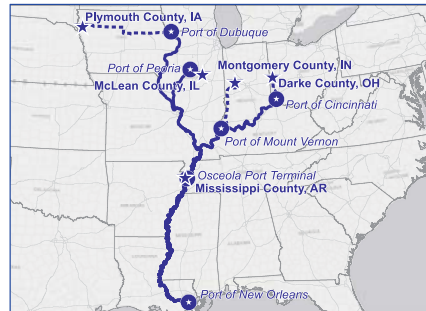 Plymouth County, IA
Port of Dubuque
Port of Peoria
Montgomery County, IN
McLean County, IL
Darke County, OH
Port of Cincinnati
Port of Mount Vernon
Osceola Port Terminal
Mississippi County, AR
Port of New Orleans